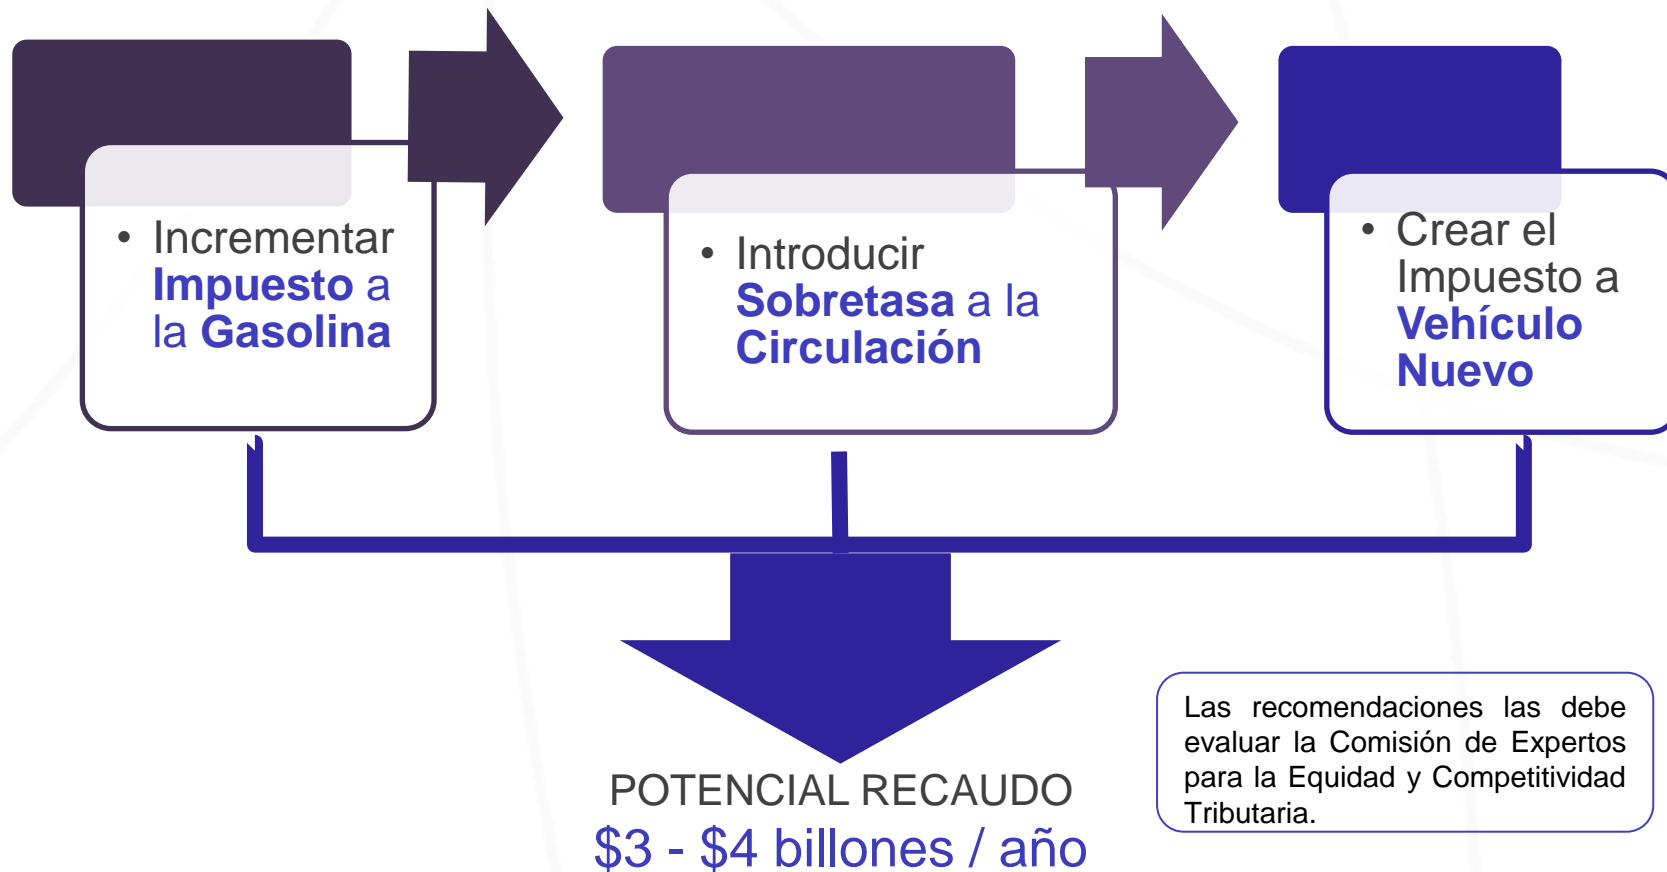 • Incrementar
Impuesto a
la Gasolina
• Introducir
Sobretasa a la
Circulación
• Crear el
Impuesto a
Vehículo
Nuevo
POTENCIAL RECAUDO
$3 - $4 billones / año
Las recomendaciones las debe
evaluar la Comisión de Expertos
para la Equidad y Competitividad
Tributaria.